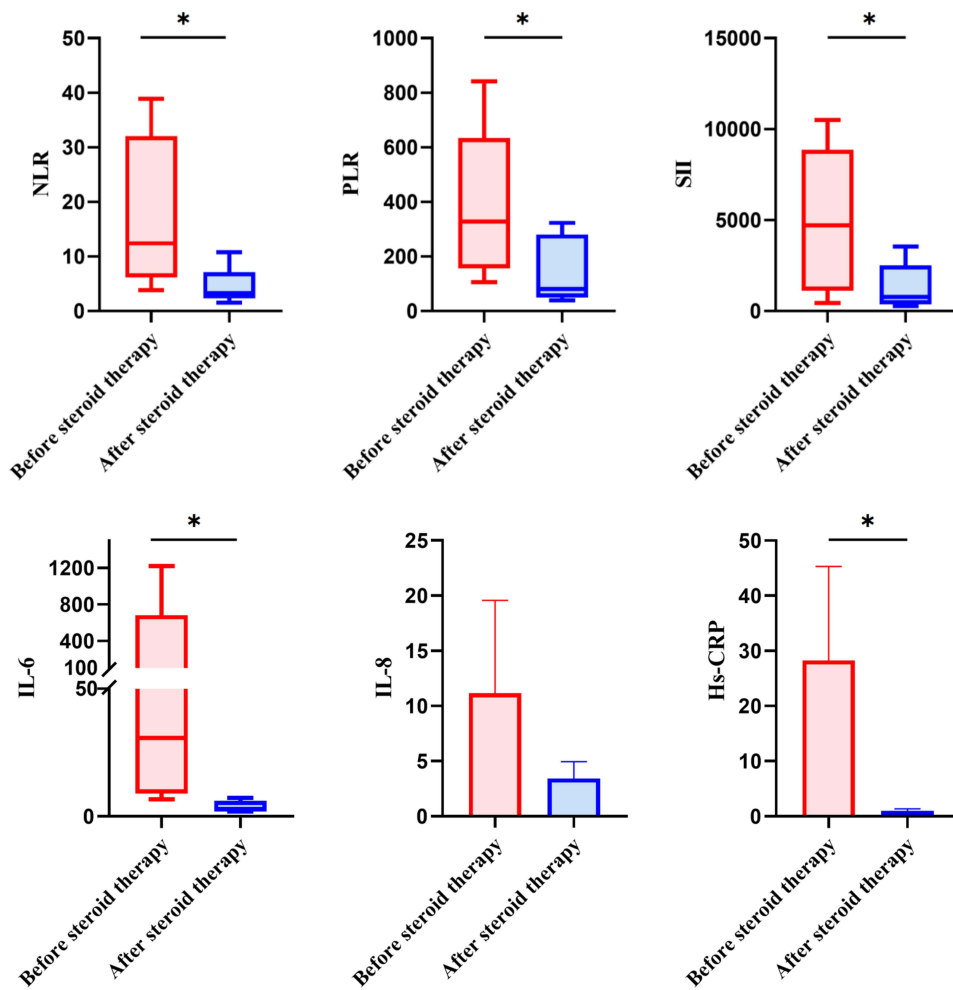 *
50
40
30
20
10
0
NLR
Before steroid therapy
After steroid therapy
*
1000
800
600
400
200
0
PLR
Before steroid therapy
After steroid therapy
*
15000
10000
5000
0
SII
Before steroid therapy
After steroid therapy
*
1200
800
400
100
50
0
IL-6
Before steroid therapy
After steroid therapy
25
20
15
10
5
0
IL-8
Before steroid therapy
After steroid therapy
*
50
40
30
20
10
0
Hs-CRP
Before steroid therapy
After steroid therapy